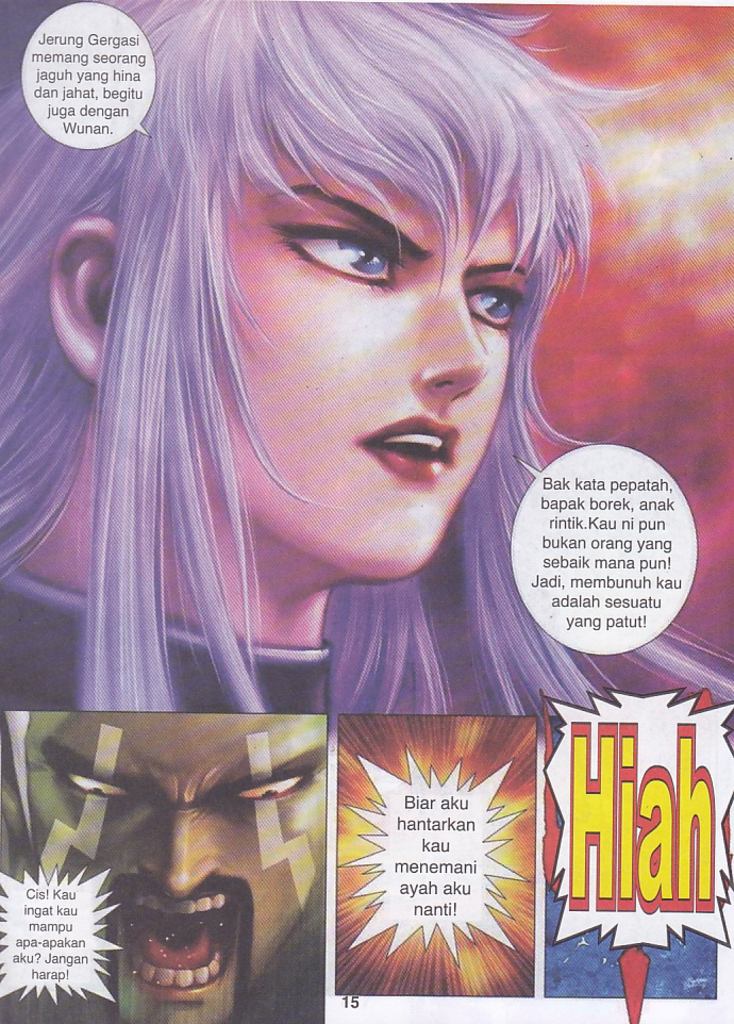 Jerung Gergasi
memang seorang
jaguh yang hina
dan jahat, begitu
juga dengan
Wunan.
Bak kata pepatah,
bapak borek, anak
rintik.Kau ni pun
bukan orang yang
sebaik mana pun!
Jadi, membunuh kau
adalah sesuatu
yang patut!
Cis! Kau
ingat kau
mampu
apa-apakan
aku? Jangan
harap!
Biar aku
hantarkan
kau
menemani
ayah aku
nanti!
Hiah
15